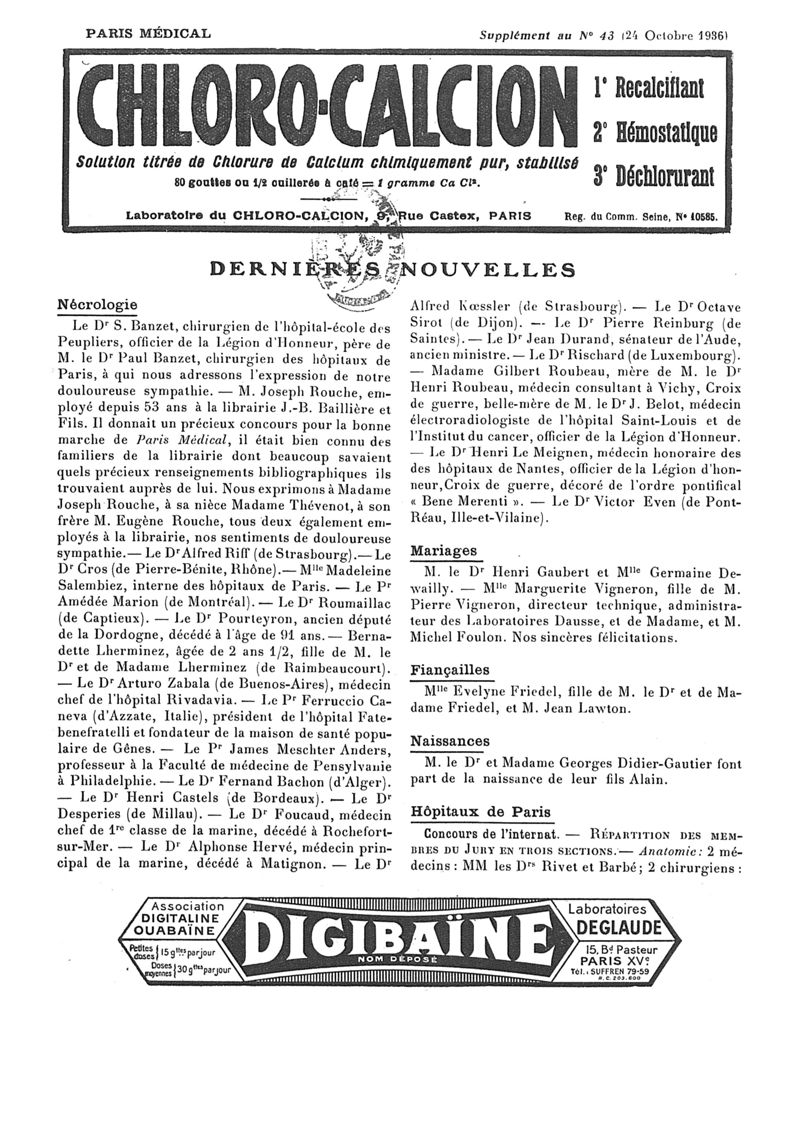 PARIS MÉDICAL
Supplément au N° 43 (24 Octobre 1936)
CHLORO-CALCION
1° Recalcifiant
2° Hémostatique
3° Déchlorurant
Solution titrée de Chlorure de Calcium chimiquement pur, stabilisé
80 gouttes ou 1/2 cuillerée à café = 1 gramme Ca Cl².
Laboratoire du CHLORO-CALCION, 9, Rue Castex, PARIS
Reg. du Comm. Seine, N° 10585.
DERNIÈRES NOUVELLES
Nécrologie
Le Dr S. Banzet, chirurgien de l'hôpital-école des
Peupliers, officier de la Légion d'Honneur, père de
M. le Dr Paul Banzet, chirurgien des hôpitaux de
Paris, à qui nous adressons l'expression de notre
douloureuse sympathie. — M. Joseph Rouche, em-
ployé depuis 53 ans à la librairie J.-B. Baillière et
Fils. Il donnait un précieux concours pour la bonne
marche de Paris Médical, il était bien connu des
familiers de la librairie dont beaucoup savaient
quels précieux renseignements bibliographiques ils
trouvaient auprès de lui. Nous exprimons à Madame
Joseph Rouche, à sa nièce Madame Thévenot, à son
frère M. Eugène Rouche, tous deux également em-
ployés à la librairie, nos sentiments de douloureuse
sympathie.— Le Dr Alfred Riff (de Strasbourg).— Le
Dr Cros (de Pierre-Bénite, Rhône).— Mlle Madeleine
Salembiez, interne des hôpitaux de Paris. — Le Pr
Amédée Marion (de Montréal). — Le Dr Roumaillac
(de Captieux). — Le Dr Pourteyron, ancien député
de la Dordogne, décédé à l'âge de 91 ans. — Berna-
dette Lherminez, âgée de 2 ans 1/2, fille de M. le
Dr et de Madame Lherminez (de Raimbeaucourt).
— Le Dr Arturo Zabala (de Buenos-Aires), médecin
chef de l'hôpital Rivadavia. — Le Pr Ferruccio Ca-
neva (d'Azzate, Italie), président de l'hôpital Fate-
benefratelli et fondateur de la maison de santé popu-
laire de Gênes. — Le Pr James Meschter Anders,
professeur à la Faculté de médecine de Pensylvanie
à Philadelphie. — Le Dr Fernand Bachon (d'Alger).
— Le Dr Henri Castels (de Bordeaux). — Le Dr
Desperies (de Millau). — Le Dr Foucaud, médecin
chef de 1re classe de la marine, décédé à Rochefort-
sur-Mer. — Le Dr Alphonse Hervé, médecin prin-
cipal de la marine, décédé à Matignon. — Le Dr
Alfred Kœssler (de Strasbourg). — Le Dr Octave
Sirot (de Dijon). — Le Dr Pierre Reinburg (de
Saintes). — Le Dr Jean Durand, sénateur de l'Aude,
ancien ministre. — Le Dr Rischard (de Luxembourg).
— Madame Gilbert Roubeau, mère de M. le Dr
Henri Roubeau, médecin consultant à Vichy, Croix
de guerre, belle-mère de M. le Dr J. Belot, médecin
électroradiologiste de l'hôpital Saint-Louis et de
l'Institut du cancer, officier de la Légion d'Honneur.
— Le Dr Henri Le Meignen, médecin honoraire des
des hôpitaux de Nantes, officier de la Légion d'hon-
neur, Croix de guerre, décoré de l'ordre pontifical
« Bene Merenti ». — Le Dr Victor Even (de Pont-
Réau, Ille-et-Vilaine).
Mariages
M. le Dr Henri Gaubert et Mlle Germaine De-
wailly. — Mlle Marguerite Vigneron, fille de M.
Pierre Vigneron, directeur technique, administra-
teur des Laboratoires Dausse, et de Madame, et M.
Michel Foulon. Nos sincères félicitations.
Fiançailles
Mlle Evelyne Friedel, fille de M. le Dr et de Ma-
dame Friedel, et M. Jean Lawton.
Naissances
M. le Dr et Madame Georges Didier-Gautier font
part de la naissance de leur fils Alain.
Hôpitaux de Paris
Concours de l'internat. — RÉPARTITION DES MEM-
BRES DU JURY EN TROIS SECTIONS. — Anatomie: 2 mé-
decins : MM les Drs Rivet et Barbé ; 2 chirurgiens :
Association
DIGITALINE
OUABAÏNE
Petites doses } 15 gttes par jour
Doses moyennes } 30 gttes par jour
DIGIBAÏNE
NOM DÉPOSÉ
Laboratoires
DEGLAUDE
15, Bd Pasteur
PARIS XVe
Tél.: SUFFREN 79-59
R.C. 203.600